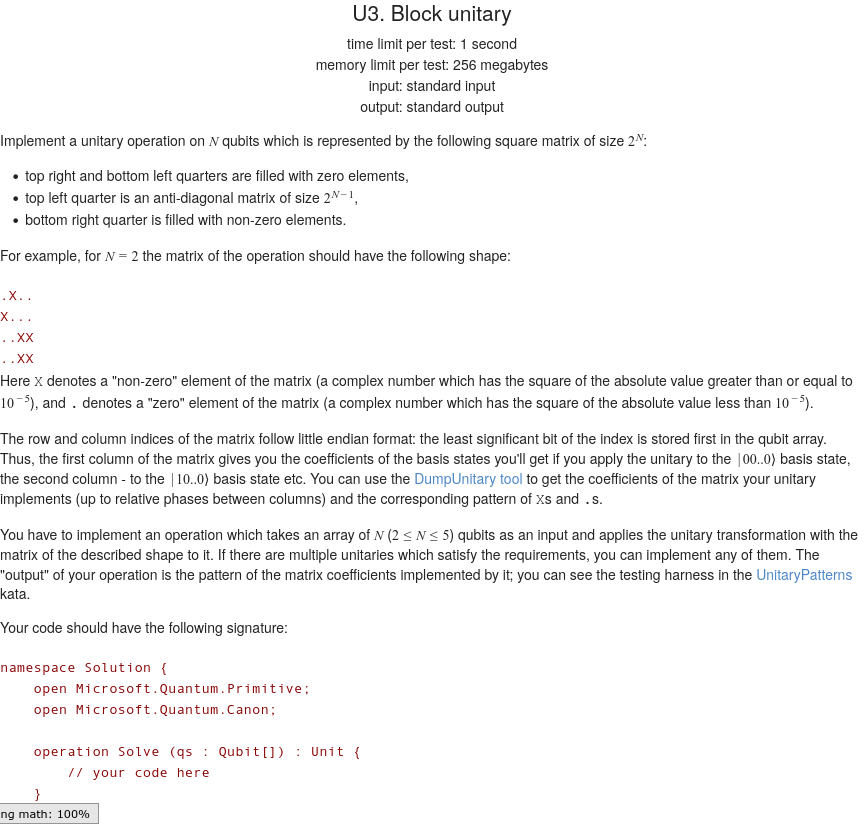 U3. Block unitary
time limit per test: 1 second
memory limit per test: 256 megabytes
input: standard input
output: standard output
Implement a unitary operation on N qubits which is represented by the following square matrix of size 2^N:
• top right and bottom left quarters are filled with zero elements,
• top left quarter is an anti-diagonal matrix of size 2^{N−1},
• bottom right quarter is filled with non-zero elements.
For example, for N = 2 the matrix of the operation should have the following shape:
.X..
X...
..XX
..XX
Here X denotes a "non-zero" element of the matrix (a complex number which has the square of the absolute value greater than or equal to
10^{−5}), and . denotes a "zero" element of the matrix (a complex number which has the square of the absolute value less than 10^{−5}).
The row and column indices of the matrix follow little endian format: the least significant bit of the index is stored first in the qubit array.
Thus, the first column of the matrix gives you the coefficients of the basis states you'll get if you apply the unitary to the |00..0⟩ basis state,
the second column - to the |10..0⟩ basis state etc. You can use the DumpUnitary tool to get the coefficients of the matrix your unitary
implements (up to relative phases between columns) and the corresponding pattern of Xs and .s.
You have to implement an operation which takes an array of N (2 ≤ N ≤ 5) qubits as an input and applies the unitary transformation with the
matrix of the described shape to it. If there are multiple unitaries which satisfy the requirements, you can implement any of them. The
"output" of your operation is the pattern of the matrix coefficients implemented by it; you can see the testing harness in the UnitaryPatterns
kata.
Your code should have the following signature:
namespace Solution {
    open Microsoft.Quantum.Primitive;
    open Microsoft.Quantum.Canon;
    operation Solve (qs : Qubit[]) : Unit {
        // your code here
    }
ng math: 100%